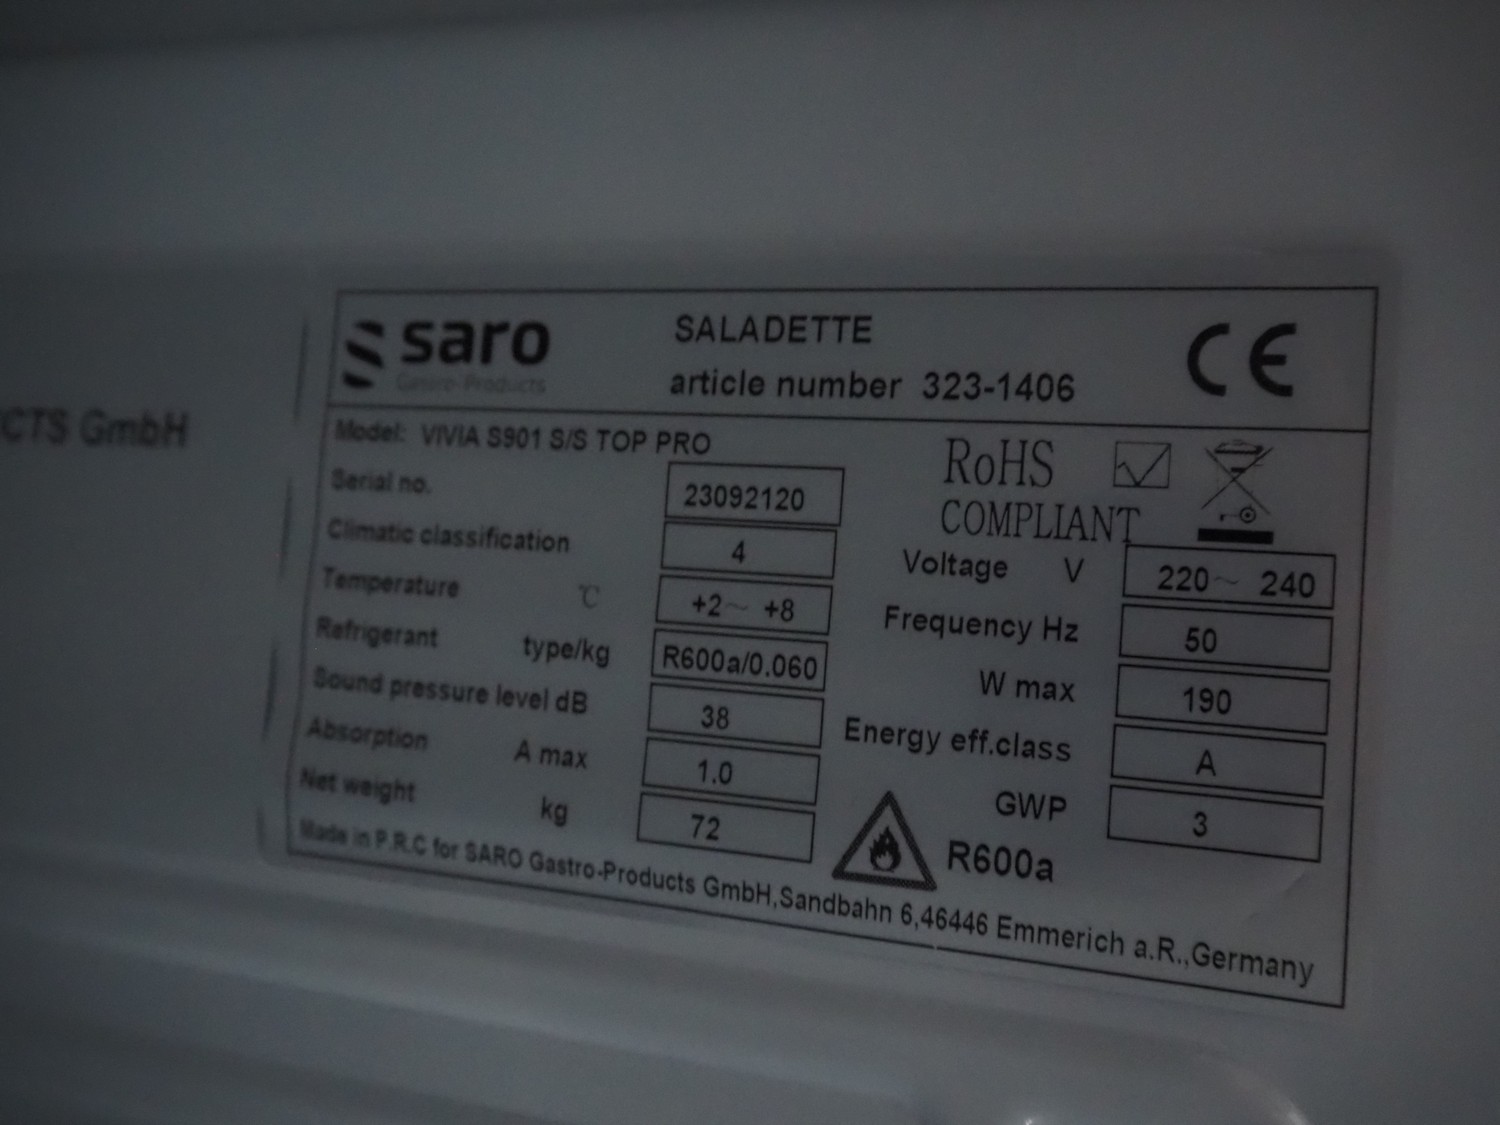 CTS GmbH
saro
Gastro-Products
SALADETTE
article number 323-1406
CE
Model: VIVIA S901 S/S TOP PRO
RoHS
COMPLIANT
Serial no. 23092120
Climatic classification 4
Temperature °C +2~ +8
Refrigerant type/kg R600a/0.060
Sound pressure level dB 38
Absorption A max 1.0
Net weight kg 72
Voltage V 220~ 240
Frequency Hz 50
W max 190
Energy eff.class A
GWP 3
R600a
Made in P.R.C for SARO Gastro-Products GmbH,Sandbahn 6,46446 Emmerich a.R.,Germany